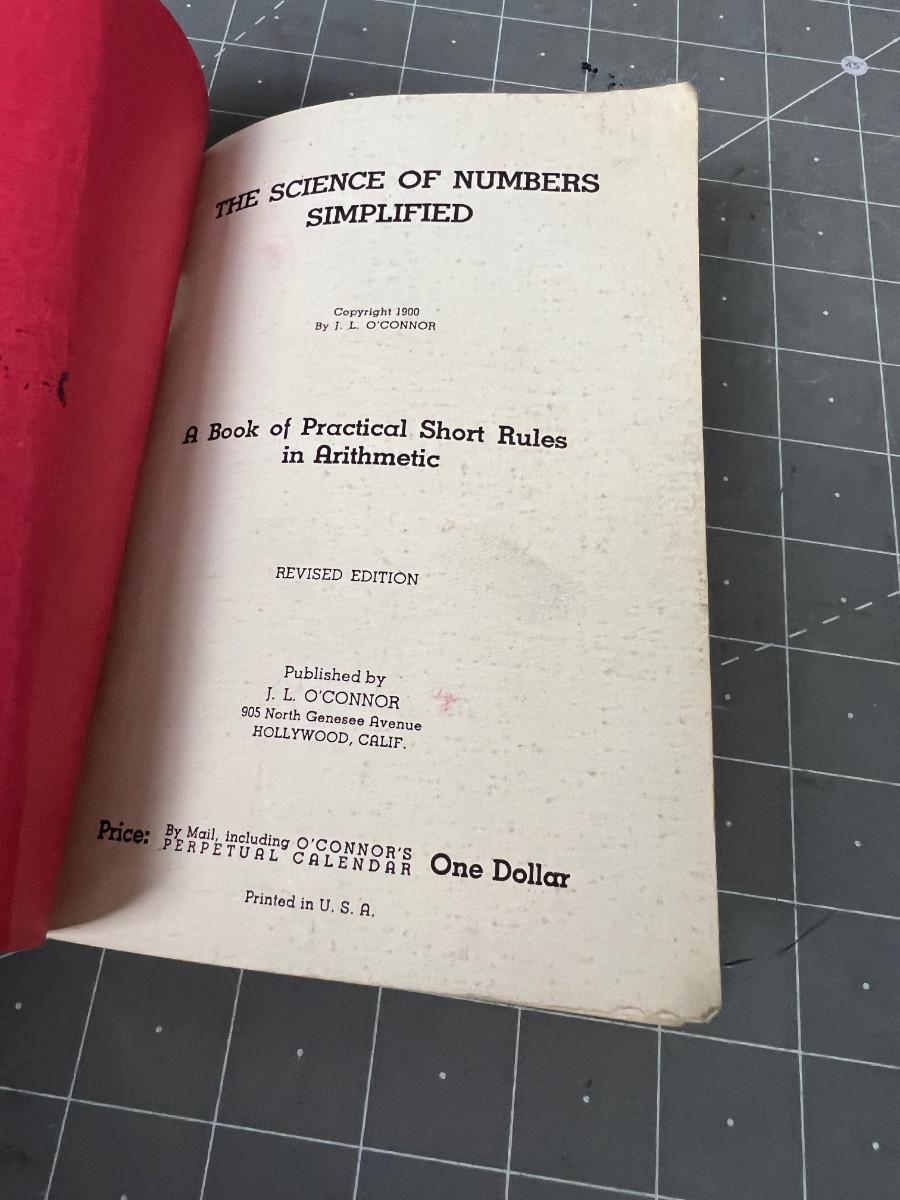 THE SCIENCE OF NUMBERS
SIMPLIFIED
Copyright 1900
By J. L. O'CONNOR
A Book of Practical Short Rules
in Arithmetic
REVISED EDITION
Published by
J. L. O'CONNOR
905 North Genesee Avenue
HOLLYWOOD, CALIF.
Price: By Mail, including O'CONNOR'S
PERPETUAL CALENDAR One Dollar
Printed in U. S. A.
45°